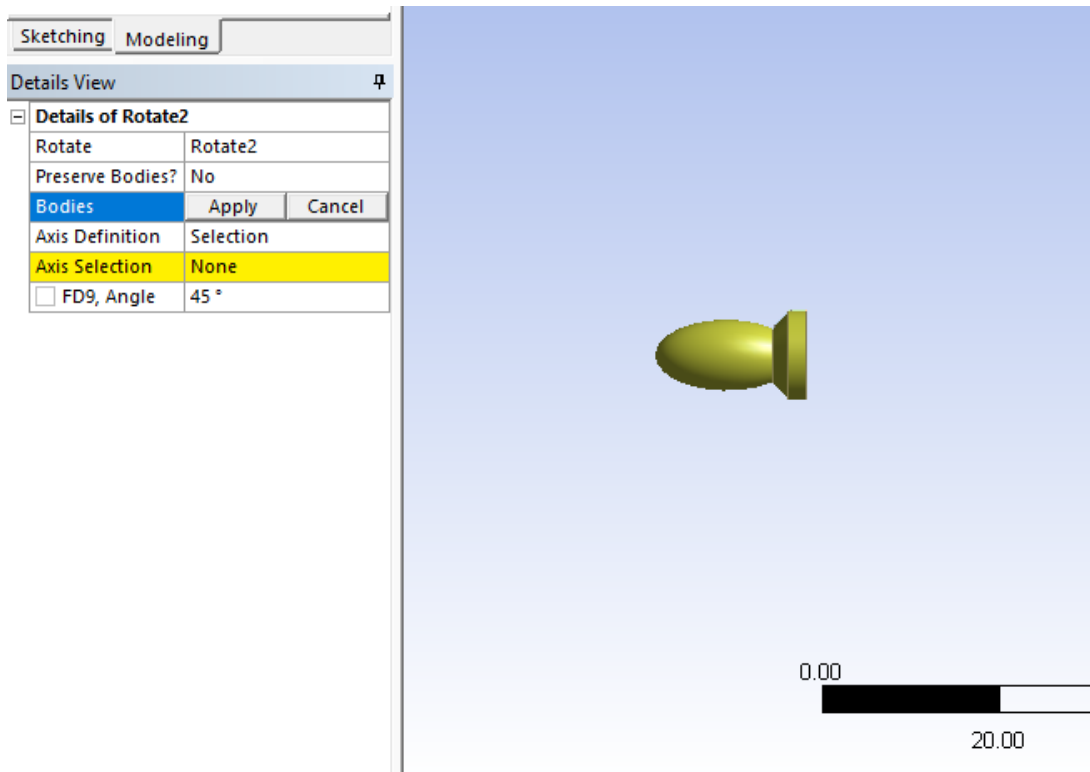 Sketching Modeling
Details View
Details of Rotate2
Rotate Rotate2
Preserve Bodies? No
Bodies Apply Cancel
Axis Definition Selection
Axis Selection None
FD9, Angle 45 °
0.00
20.00